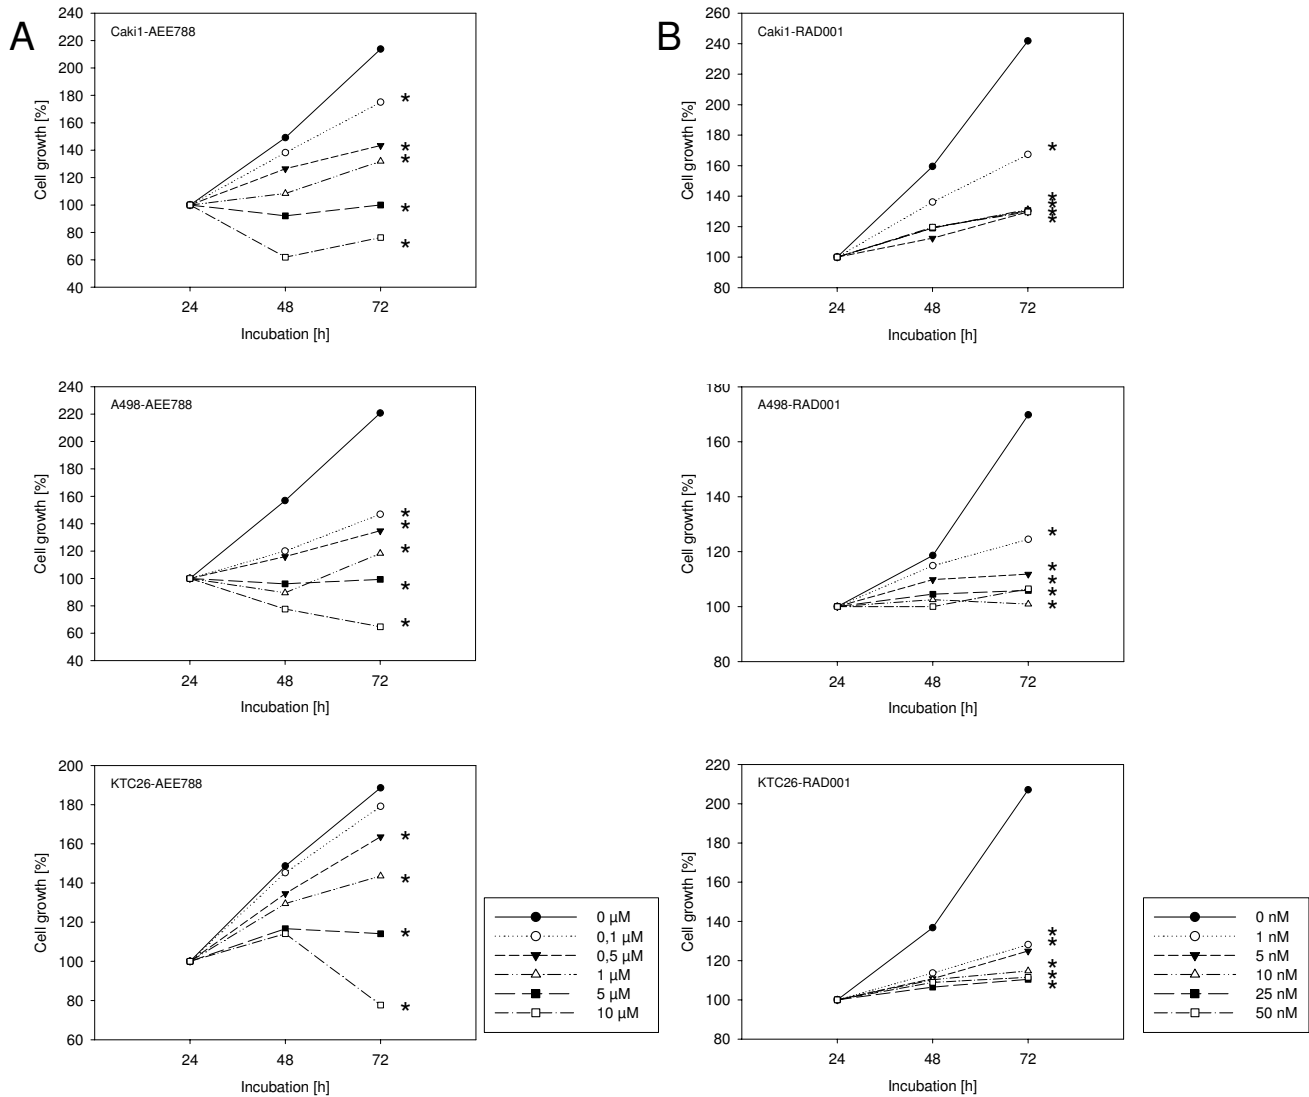 A
Caki1-AEE788
Cell growth [%]
240
220
200
180
160
140
120
100
80
60
40
24 48 72
Incubation [h]
* * * * *
B
Caki1-RAD001
Cell growth [%]
260
240
220
200
180
160
140
120
100
80
24 48 72
Incubation [h]
* * * * *
A498-AEE788
Cell growth [%]
240
220
200
180
160
140
120
100
80
60
40
24 48 72
Incubation [h]
* * * * *
A498-RAD001
Cell growth [%]
180
160
140
120
100
80
24 48 72
Incubation [h]
* * * * *
KTC26-AEE788
Cell growth [%]
200
180
160
140
120
100
80
60
24 48 72
Incubation [h]
* * * *
0 µM
0,1 µM
0,5 µM
1 µM
5 µM
10 µM
KTC26-RAD001
Cell growth [%]
220
200
180
160
140
120
100
80
24 48 72
Incubation [h]
* * * * *
0 nM
1 nM
5 nM
10 nM
25 nM
50 nM